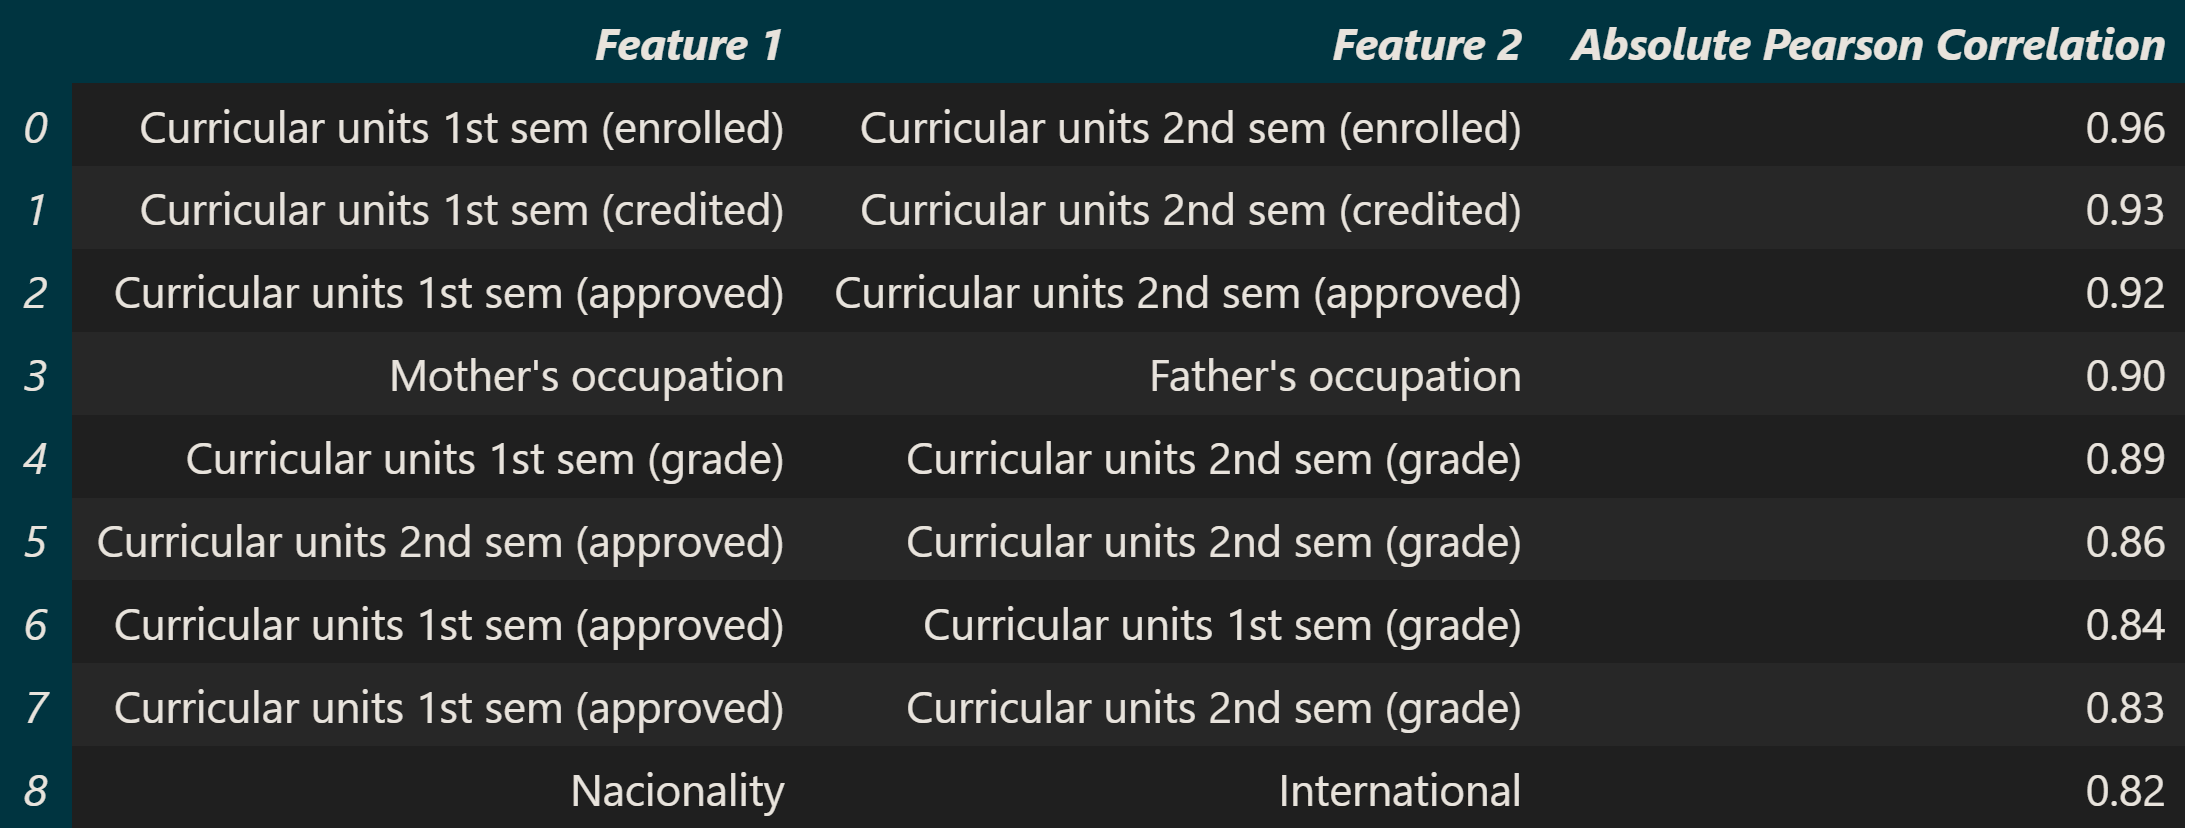 Feature 1 Feature 2 Absolute Pearson Correlation
0 Curricular units 1st sem (enrolled) Curricular units 2nd sem (enrolled) 0.96
1 Curricular units 1st sem (credited) Curricular units 2nd sem (credited) 0.93
2 Curricular units 1st sem (approved) Curricular units 2nd sem (approved) 0.92
3 Mother's occupation Father's occupation 0.90
4 Curricular units 1st sem (grade) Curricular units 2nd sem (grade) 0.89
5 Curricular units 2nd sem (approved) Curricular units 2nd sem (grade) 0.86
6 Curricular units 1st sem (approved) Curricular units 1st sem (grade) 0.84
7 Curricular units 1st sem (approved) Curricular units 2nd sem (grade) 0.83
8 Nacionality International 0.82